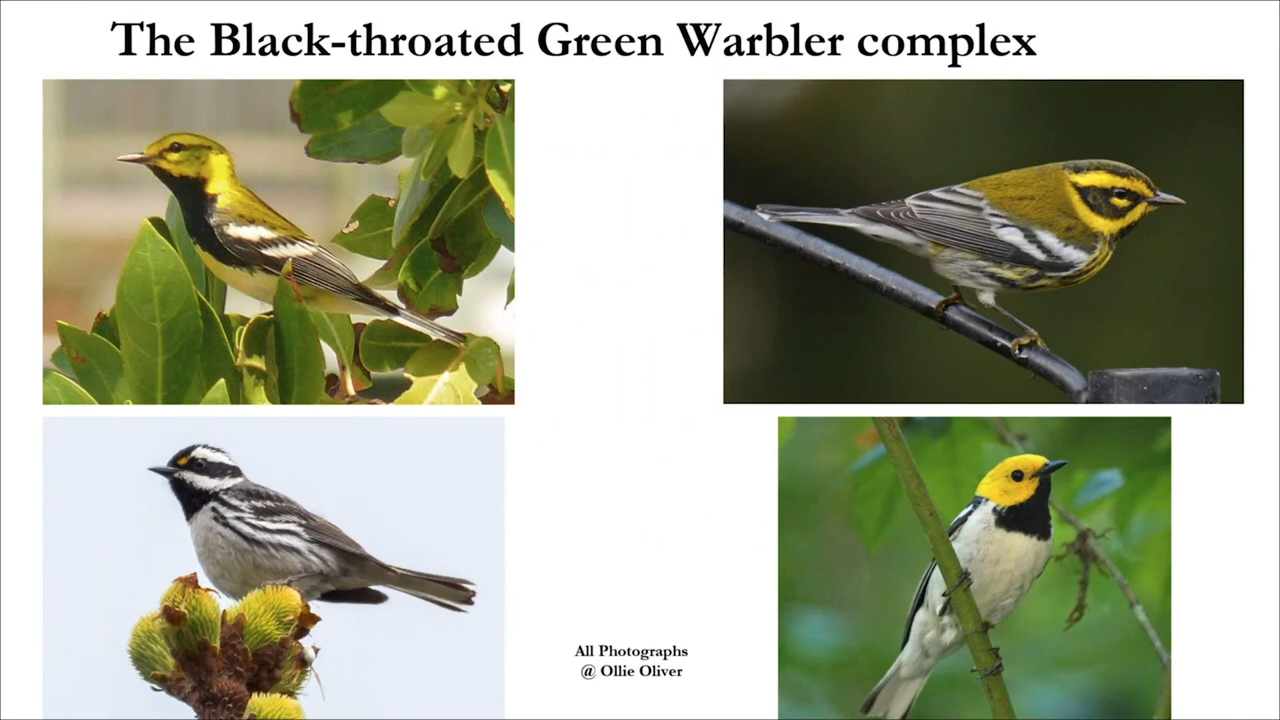 The Black-throated Green Warbler complex
All Photographs
@ Ollie Oliver